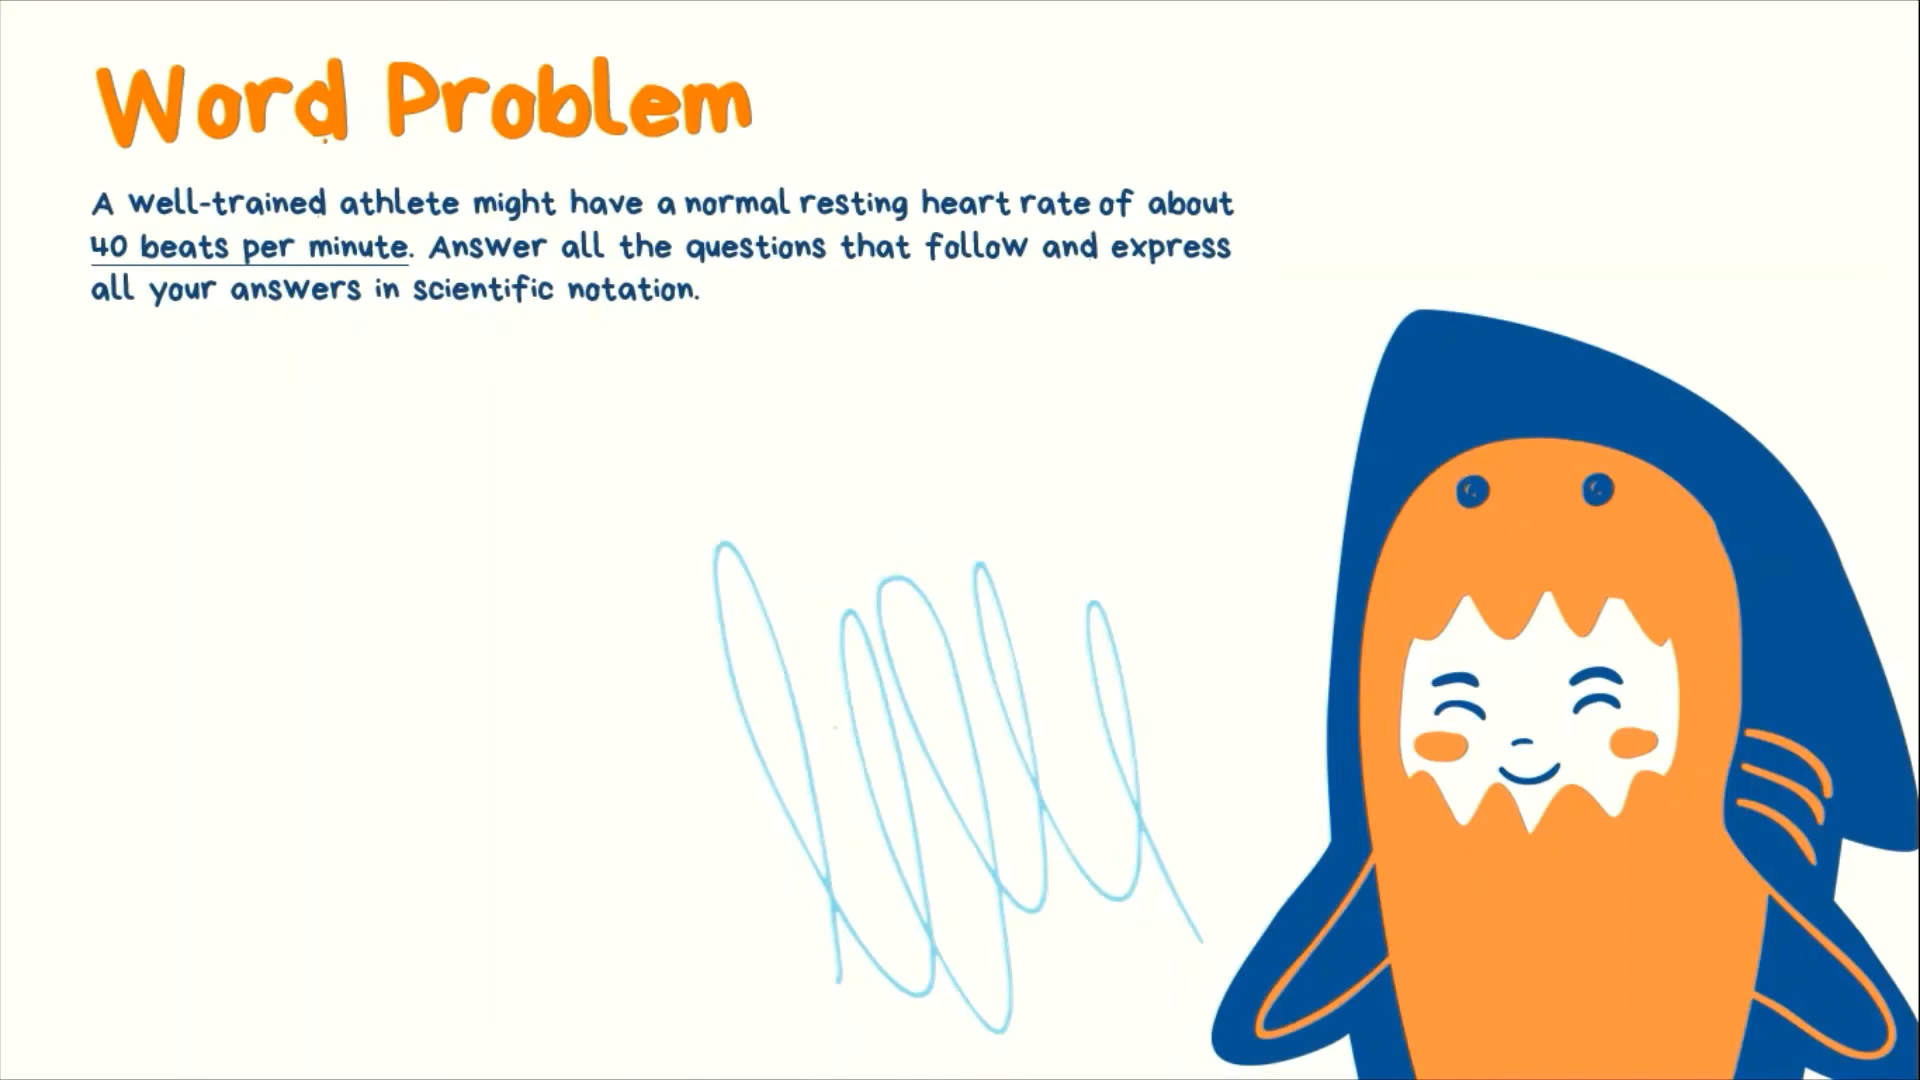 Word Problem
A well-trained athlete might have a normal resting heart rate of about
40 beats per minute. Answer all the questions that follow and express
all your answers in scientific notation.